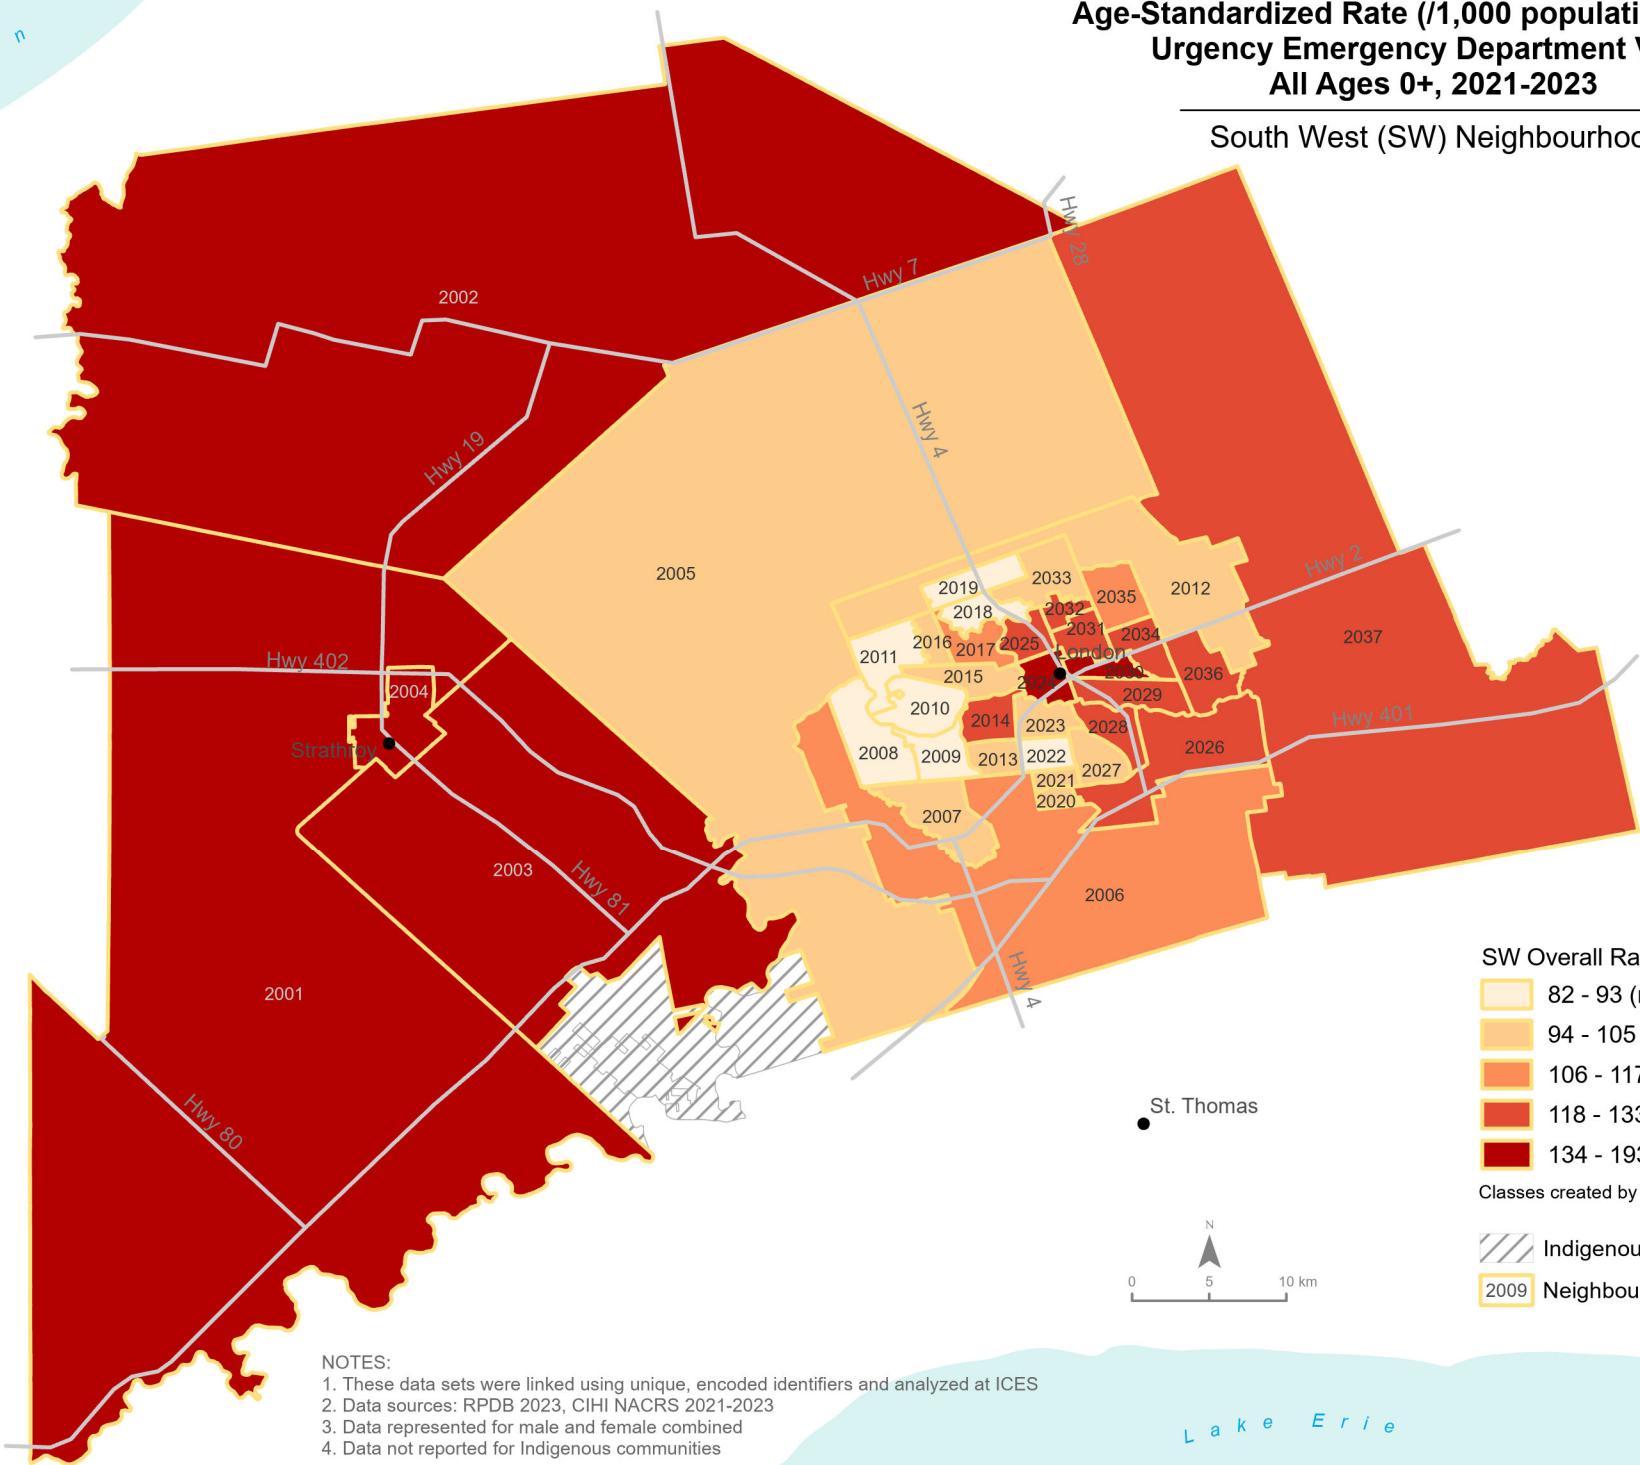 n
Age-Standardized Rate (/1,000 populati
Urgency Emergency Department V
All Ages 0+, 2021-2023
South West (SW) Neighbourhoo
Hwy 28
Hwy 7
2002
Hwy 4
Hwy 19
Hwy 2
2005
2033
2012
2019
2035
2018
2032
2031
2034
2037
2016
2017
2025
London
2011
Hwy 402
2015
2030
2036
2024
2004
2029
2010
2014
2023
2028
Hwy 401
Strathroy
2008
2009
2013
2022
2026
2027
2021
2020
2007
2003
Hwy 81
2006
2001
Hwy 4
SW Overall Ra
82 - 93 (
94 - 105
106 - 117
118 - 133
134 - 193
Classes created by
Hwy 80
St. Thomas
N
0 5 10 km
Indigenou
2009 Neighbou
NOTES:
1. These data sets were linked using unique, encoded identifiers and analyzed at ICES
2. Data sources: RPDB 2023, CIHI NACRS 2021-2023
3. Data represented for male and female combined
4. Data not reported for Indigenous communities
Lake Erie